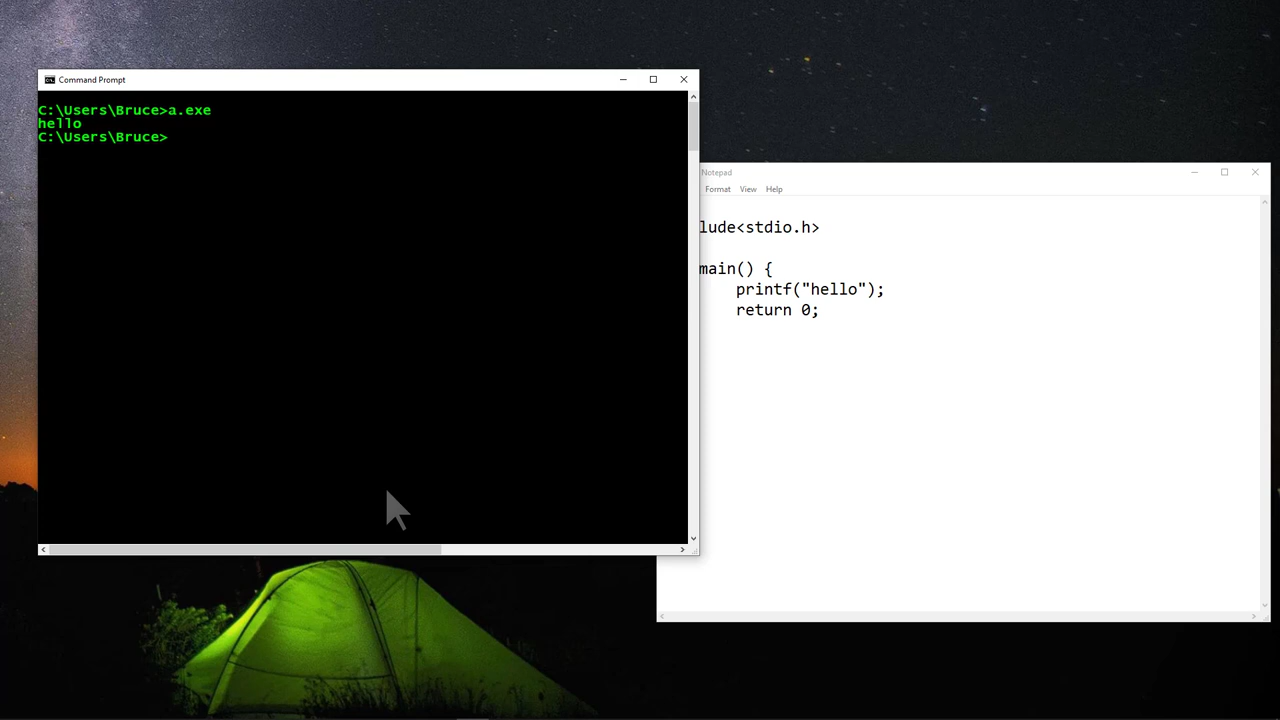 Command Prompt
C:\Users\Bruce>a.exe
hello
C:\Users\Bruce>
Notepad
Format View Help
lude<stdio.h>
main() {
printf("hello");
return 0;